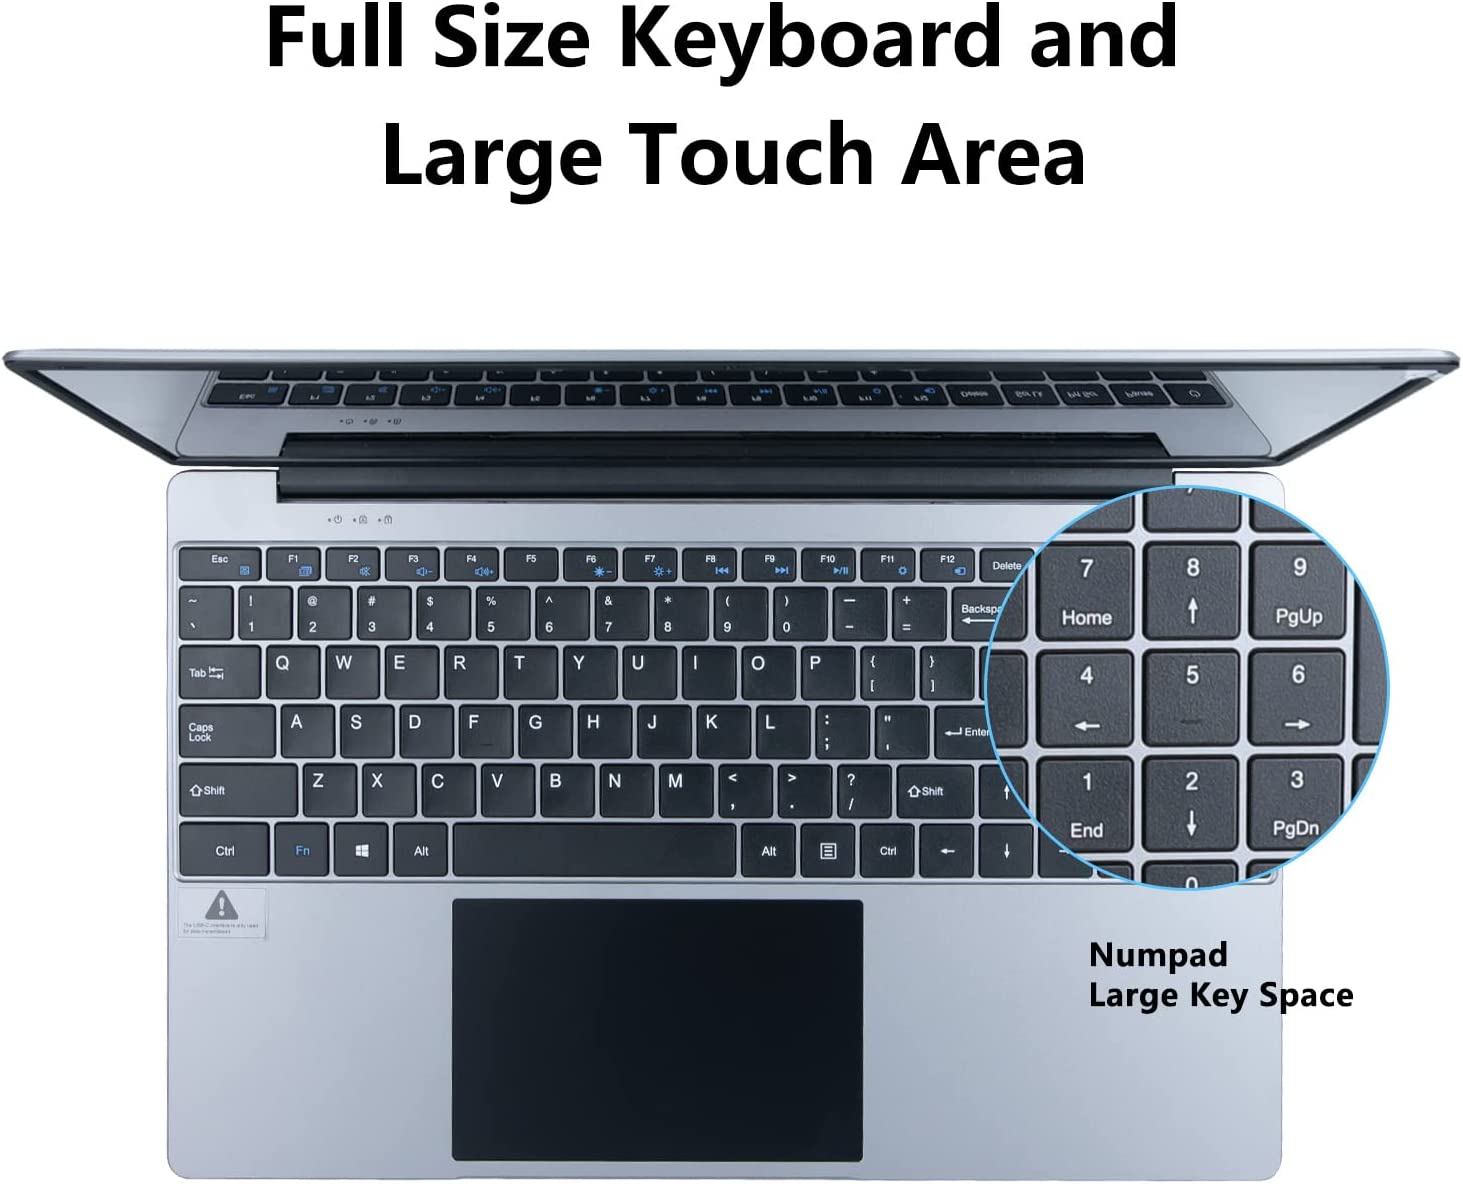 Full Size Keyboard and
Large Touch Area
Esc F1 F2 F3 F4 F5 F6 F7 F8 F9 F10 F11 F12 Delete
~ ! @ # $ % ^ & * ( ) — + Backspa
` 1 2 3 4 5 6 7 8 9 0 - =
Tab Q W E R T Y U I O P { }
[ ]
Caps Lock A S D F G H J K L : " Enter
; '
Shift Z X C V B N M < > ? Shift ↑
, . /
Ctrl Fn Alt Alt Ctrl ← ↓
7 8 9
Home ↑ PgUp
4 5 6
← →
1 2 3
End ↓ PgDn
0
Numpad
Large Key Space